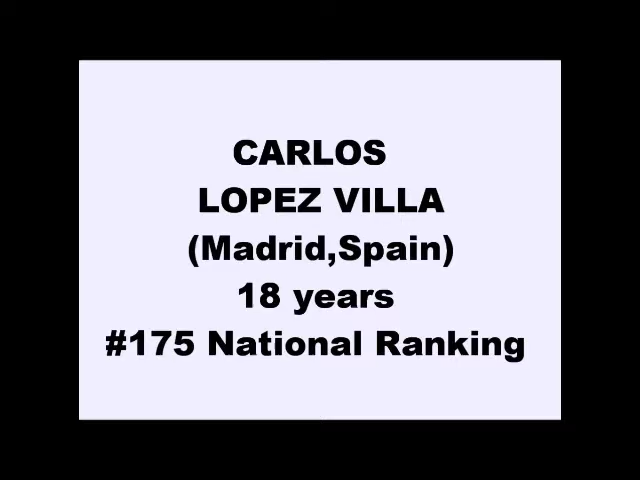 CARLOS
LOPEZ VILLA
(Madrid,Spain)
18 years
#175 National Ranking